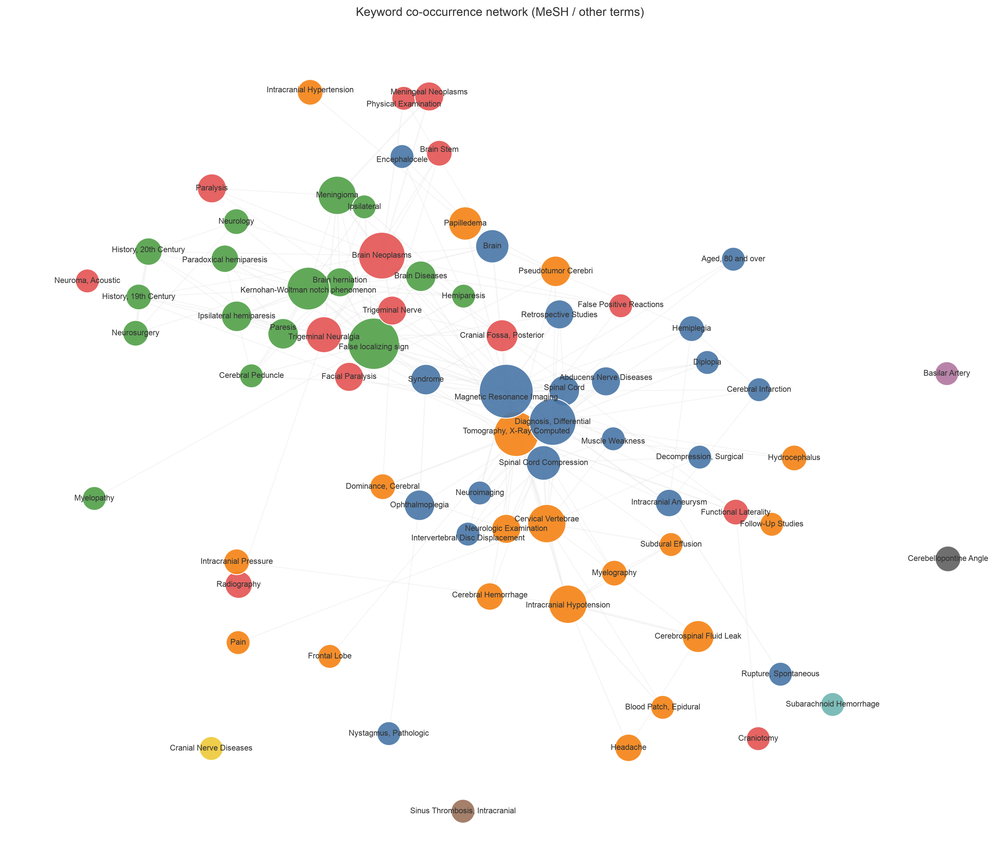 Keyword co-occurrence network (MeSH / other terms)
Intracranial Hypertension
Meningeal Neoplasms
Physical Examination
Brain Stem
Encephalocele
Paralysis
Meningioma
Ipsilateral
Neurology
Papilledema
Brain
History, 20th Century
Paradoxical hemiparesis
Brain Neoplasms
Aged, 80 and over
Pseudotumor Cerebri
Neuroma, Acoustic
Brain herniation
Brain Diseases
Kernohan-Woltman notch phenomenon
History, 19th Century
Hemiparesis
False Positive Reactions
Trigeminal Nerve
Retrospective Studies
Ipsilateral hemiparesis
Paresis
Hemiplegia
Neurosurgery
Trigeminal Neuralgia
Cranial Fossa, Posterior
False localizing sign
Diplopia
Basilar Artery
Cerebral Peduncle
Facial Paralysis
Syndrome
Abducens Nerve Diseases
Spinal Cord
Cerebral Infarction
Magnetic Resonance Imaging
Diagnosis, Differential
Tomography, X-Ray Computed
Muscle Weakness
Decompression, Surgical
Hydrocephalus
Spinal Cord Compression
Dominance, Cerebral
Neuroimaging
Myelopathy
Ophthalmoplegia
Intracranial Aneurysm
Functional Laterality
Cervical Vertebrae
Follow-Up Studies
Neurologic Examination
Intervertebral Disc Displacement
Subdural Effusion
Cerebellopontine Angle
Intracranial Pressure
Myelography
Radiography
Cerebral Hemorrhage
Intracranial Hypotension
Cerebrospinal Fluid Leak
Pain
Frontal Lobe
Rupture, Spontaneous
Subarachnoid Hemorrhage
Blood Patch, Epidural
Nystagmus, Pathologic
Craniotomy
Cranial Nerve Diseases
Headache
Sinus Thrombosis, Intracranial